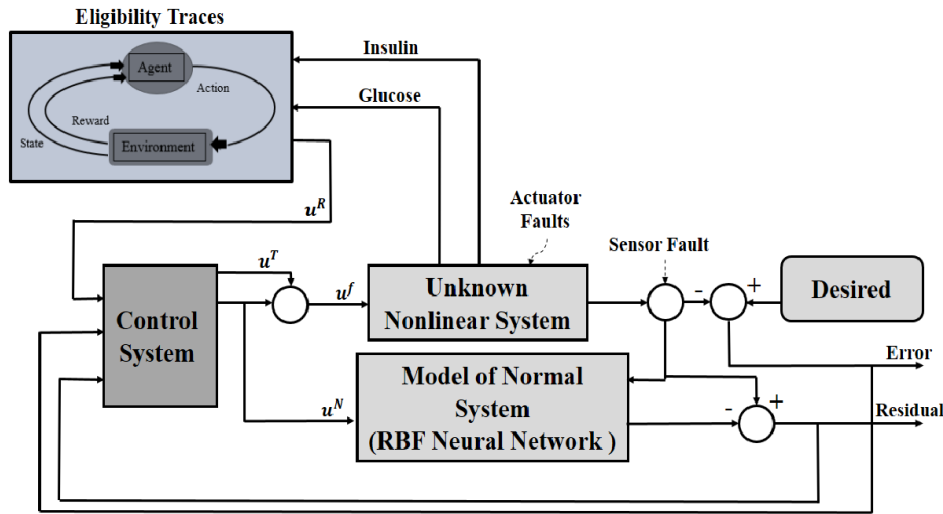 Eligibility Traces
Agent
Action
Reward
State
Environment
Insulin
Glucose
u^R
Actuator
Faults
Sensor Fault
u^T
u^f
Unknown
Nonlinear System
-
+
Desired
Control
System
Error
Model of Normal
System
(RBF Neural Network )
u^N
-
+
Residual